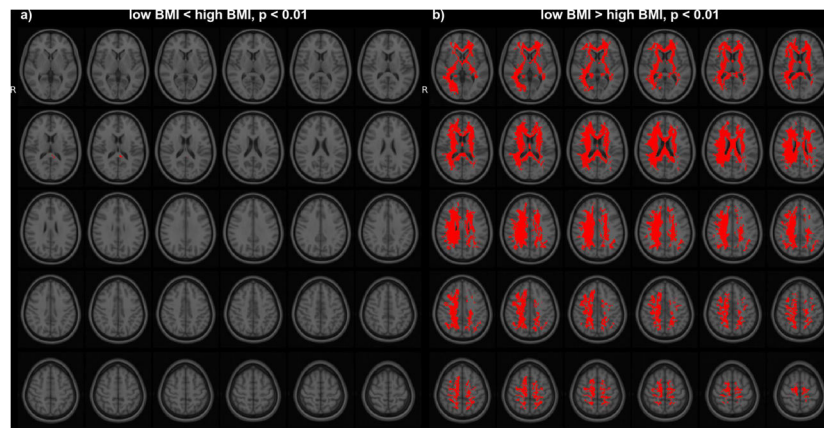 a) low BMI < high BMI, p < 0.01
b) low BMI > high BMI, p < 0.01
R
R